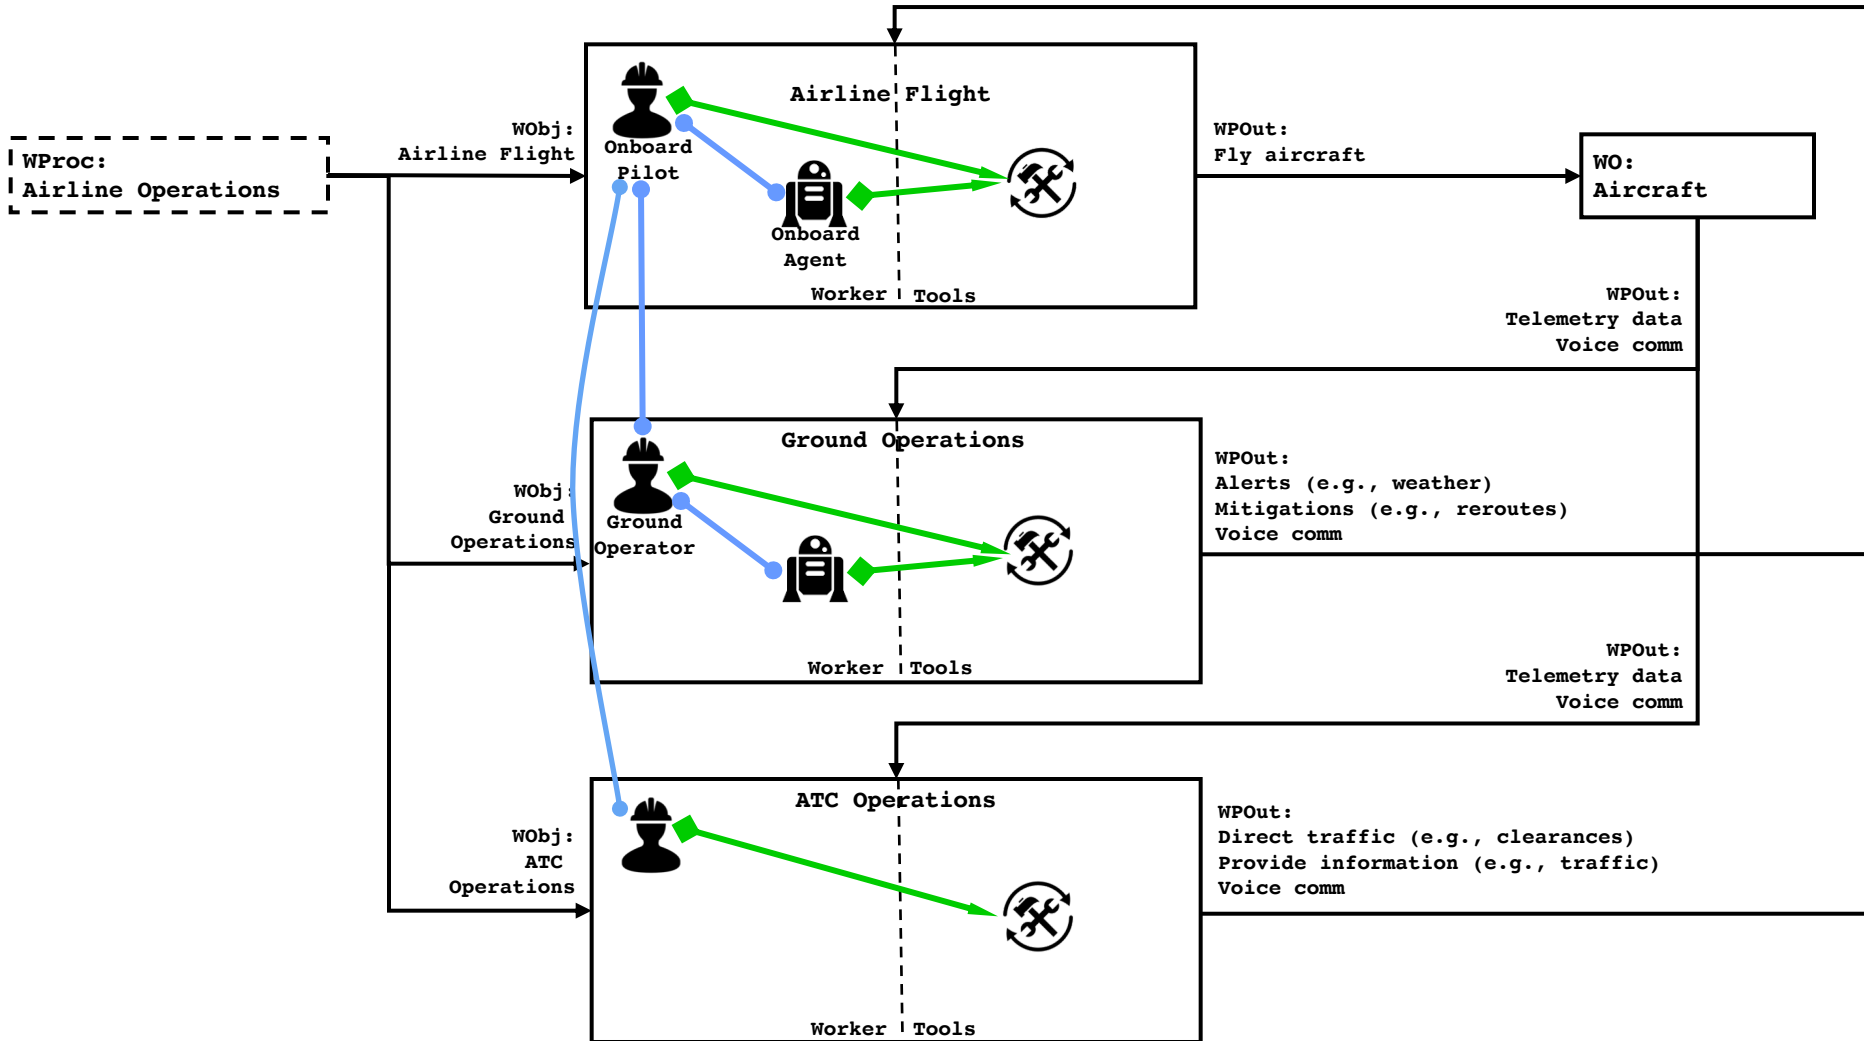 WProc:
Airline Operations
WObj:
Airline Flight
Airline Flight
Onboard
Pilot
Onboard
Agent
Worker
Tools
WPOut:
Fly aircraft
WO:
Aircraft
WPOut:
Telemetry data
Voice comm
WObj:
Ground
Operations
Ground Operations
Ground
Operator
Worker
Tools
WPOut:
Alerts (e.g., weather)
Mitigations (e.g., reroutes)
Voice comm
WPOut:
Telemetry data
Voice comm
WObj:
ATC
Operations
ATC Operations
Worker
Tools
WPOut:
Direct traffic (e.g., clearances)
Provide information (e.g., traffic)
Voice comm